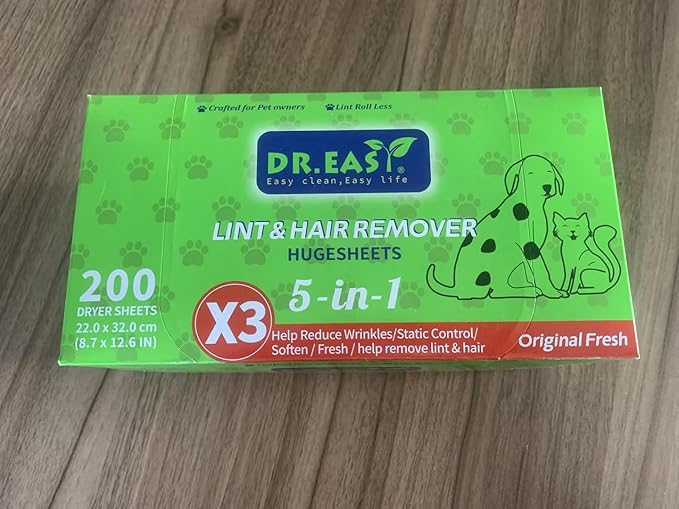 Crafted for Pet owners
Lint Roll Less
DR.EASY®
Easy clean,Easy life
LINT & HAIR REMOVER
HUGESHEETS
5-in-1
200
DRYER SHEETS
22.0 x 32.0 cm
(8.7 x 12.6 IN)
X3
Help Reduce Wrinkles/Static Control/
Soften / Fresh / help remove lint & hair
Original Fresh